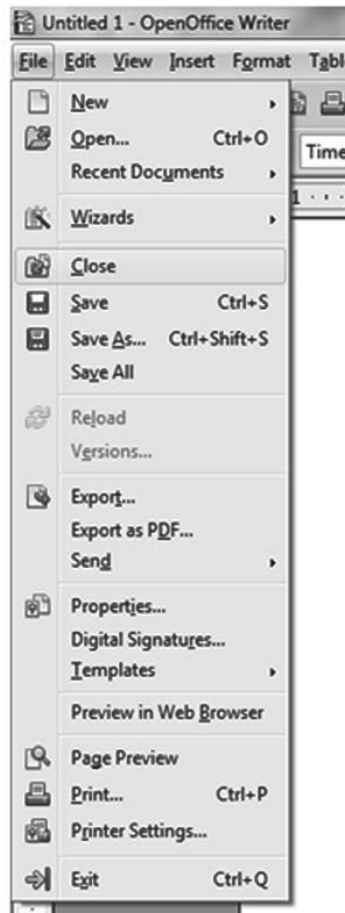 Untitled 1 - OpenOffice Writer
File Edit View Insert Format
New
Open... Ctrl+O
Time
Recent Documents
1
Wizards
Close
Save Ctrl+S
Save As... Ctrl+Shift+S
Save All
Reload
Versions...
Export...
Export as PDF...
Send
Properties...
Digital Signatures...
Templates
Preview in Web Browser
Page Preview
Print... Ctrl+P
Printer Settings...
Exit Ctrl+Q